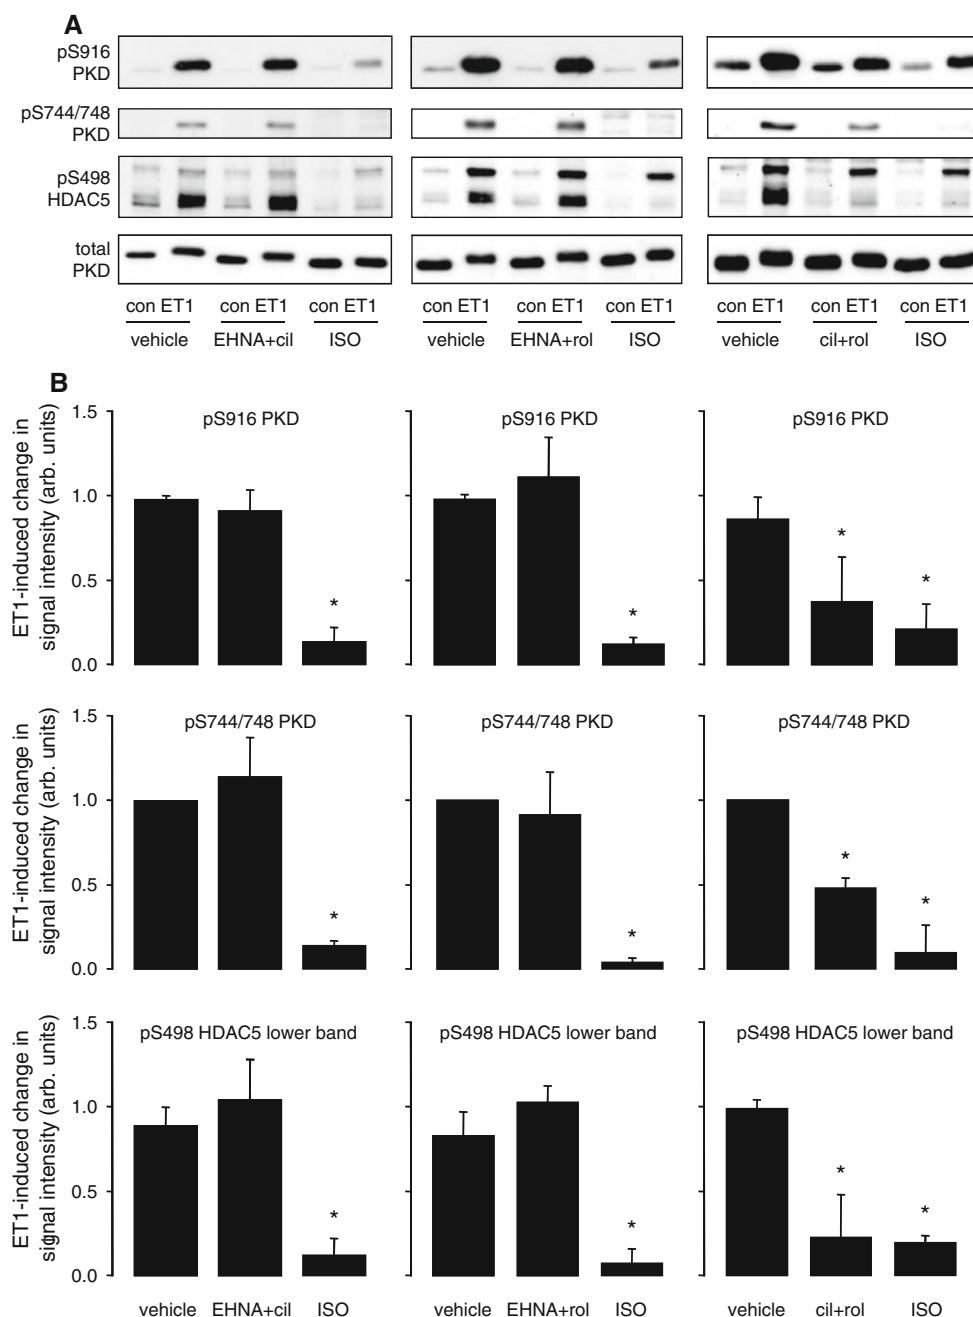 A
pS916
PKD
pS744/748
PKD
pS498
HDAC5
total
PKD
con ET1 con ET1 con ET1 con ET1 con ET1 con ET1 con ET1 con ET1 con ET1
vehicle EHNA+cil ISO vehicle EHNA+rol ISO vehicle cil+rol ISO
B
ET1-induced change in
signal intensity (arb. units)
1.5
1.0
0.5
0.0
pS916 PKD
*
pS916 PKD
*
pS916 PKD
*
*
ET1-induced change in
signal intensity (arb. units)
1.5
1.0
0.5
0.0
pS744/748 PKD
*
pS744/748 PKD
*
pS744/748 PKD
*
*
ET1-induced change in
signal intensity (arb. units)
1.5
1.0
0.5
0.0
pS498 HDAC5 lower band
*
pS498 HDAC5 lower band
*
pS498 HDAC5 lower band
*
*
vehicle EHNA+cil ISO vehicle EHNA+rol ISO vehicle cil+rol ISO